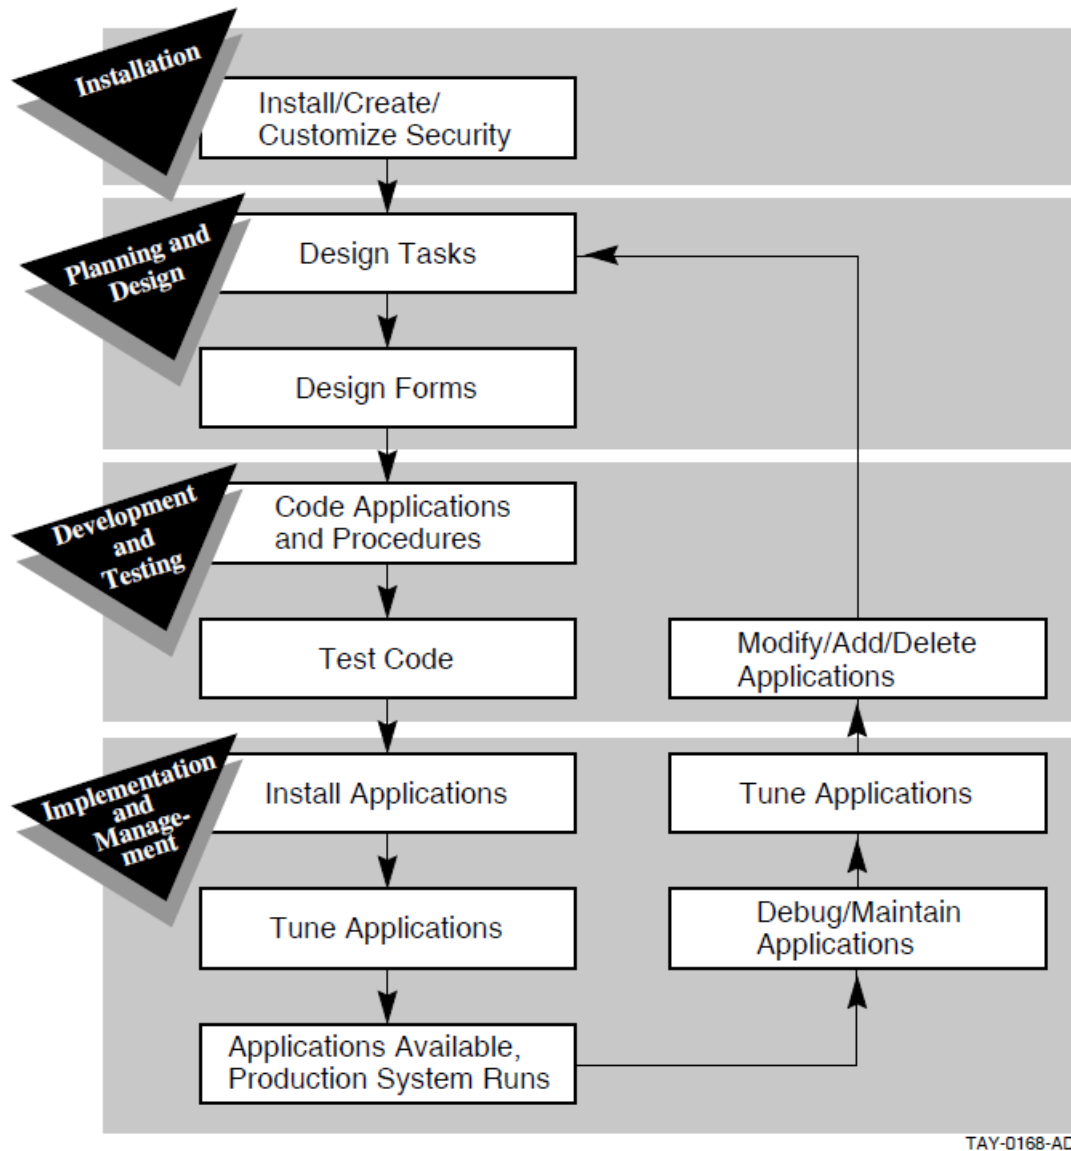 Installation
Install/Create/
Customize Security
Planning and
Design
Design Tasks
Design Forms
Development
and
Testing
Code Applications
and Procedures
Test Code
Modify/Add/Delete
Applications
Implementation
and
Manage-
ment
Install Applications
Tune Applications
Tune Applications
Debug/Maintain
Applications
Applications Available,
Production System Runs
TAY-0168-AD